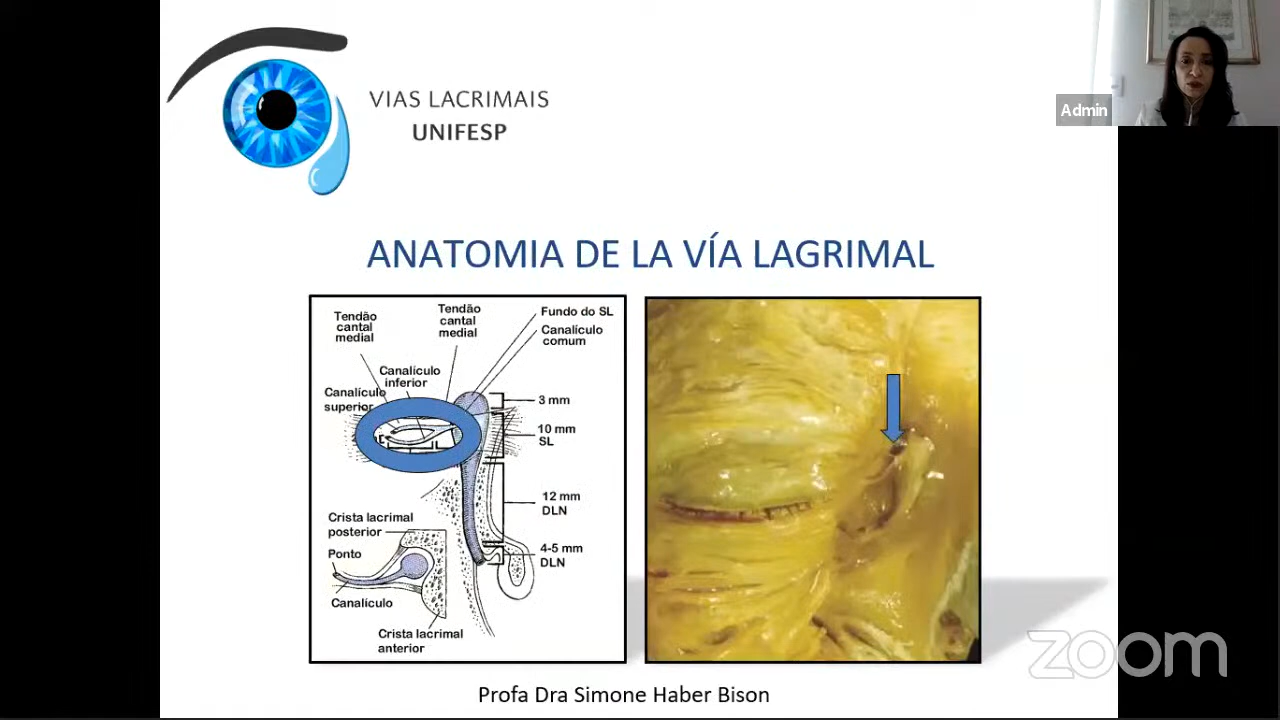 VIAS LACRIMAIS
UNIFESP
Admin
ANATOMIA DE LA VÍA LAGRIMAL
Tendão
cantal
medial
Tendão
cantal
medial
Fundo do SL
Canalículo
comum
Canalículo
inferior
Canalículo
superior
3 mm
10 mm
SL
12 mm
DLN
4-5 mm
DLN
Crista lacrimal
posterior
Ponto
Canalículo
Crista lacrimal
anterior
Profa Dra Simone Haber Bison
zoom